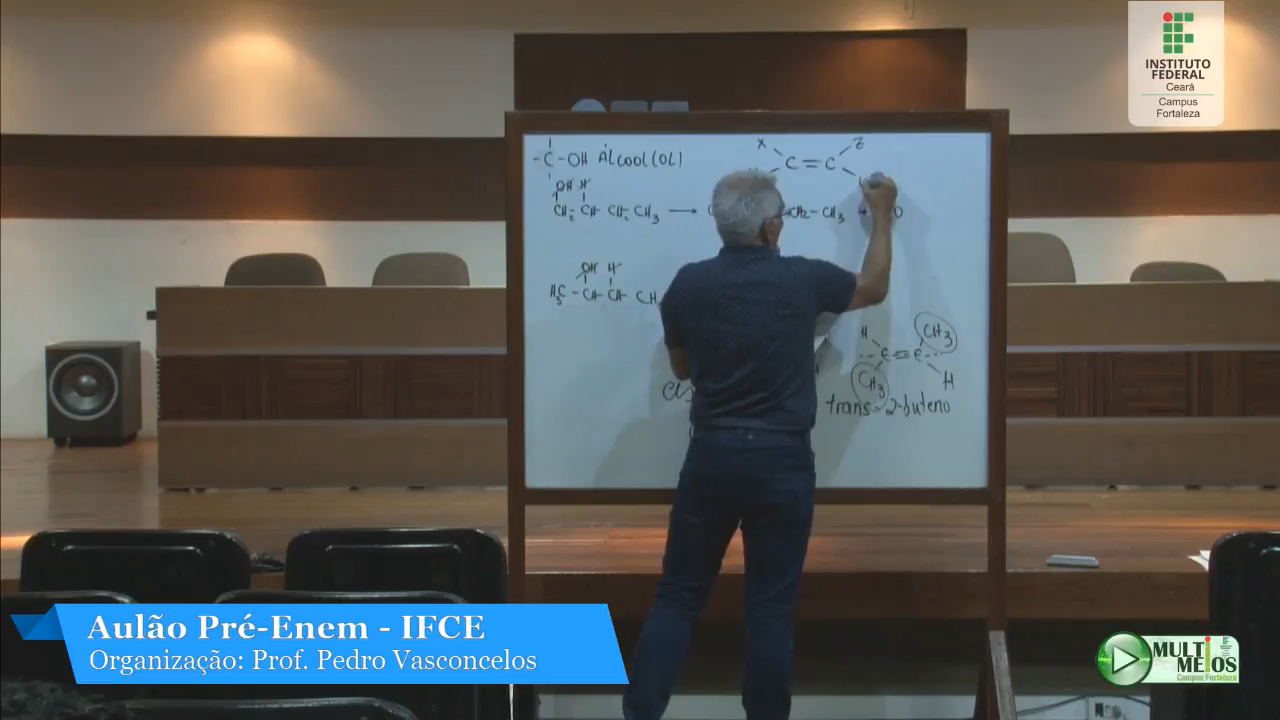 INSTITUTO
FEDERAL
Ceará
Campus
Fortaleza
-C-OH Álcool (OL)
X Z
C=C
OH H
CH2-CH-CH2-CH3 →
CH2-CH3 +
OH H
H3C-CH-CH-CH
H CH3
C=C
CH3 H
trans-2-buteno
Aulão Pré-Enem - IFCE
Organização: Prof. Pedro Vasconcelos
MULTIMEIOS
Campus Fortaleza